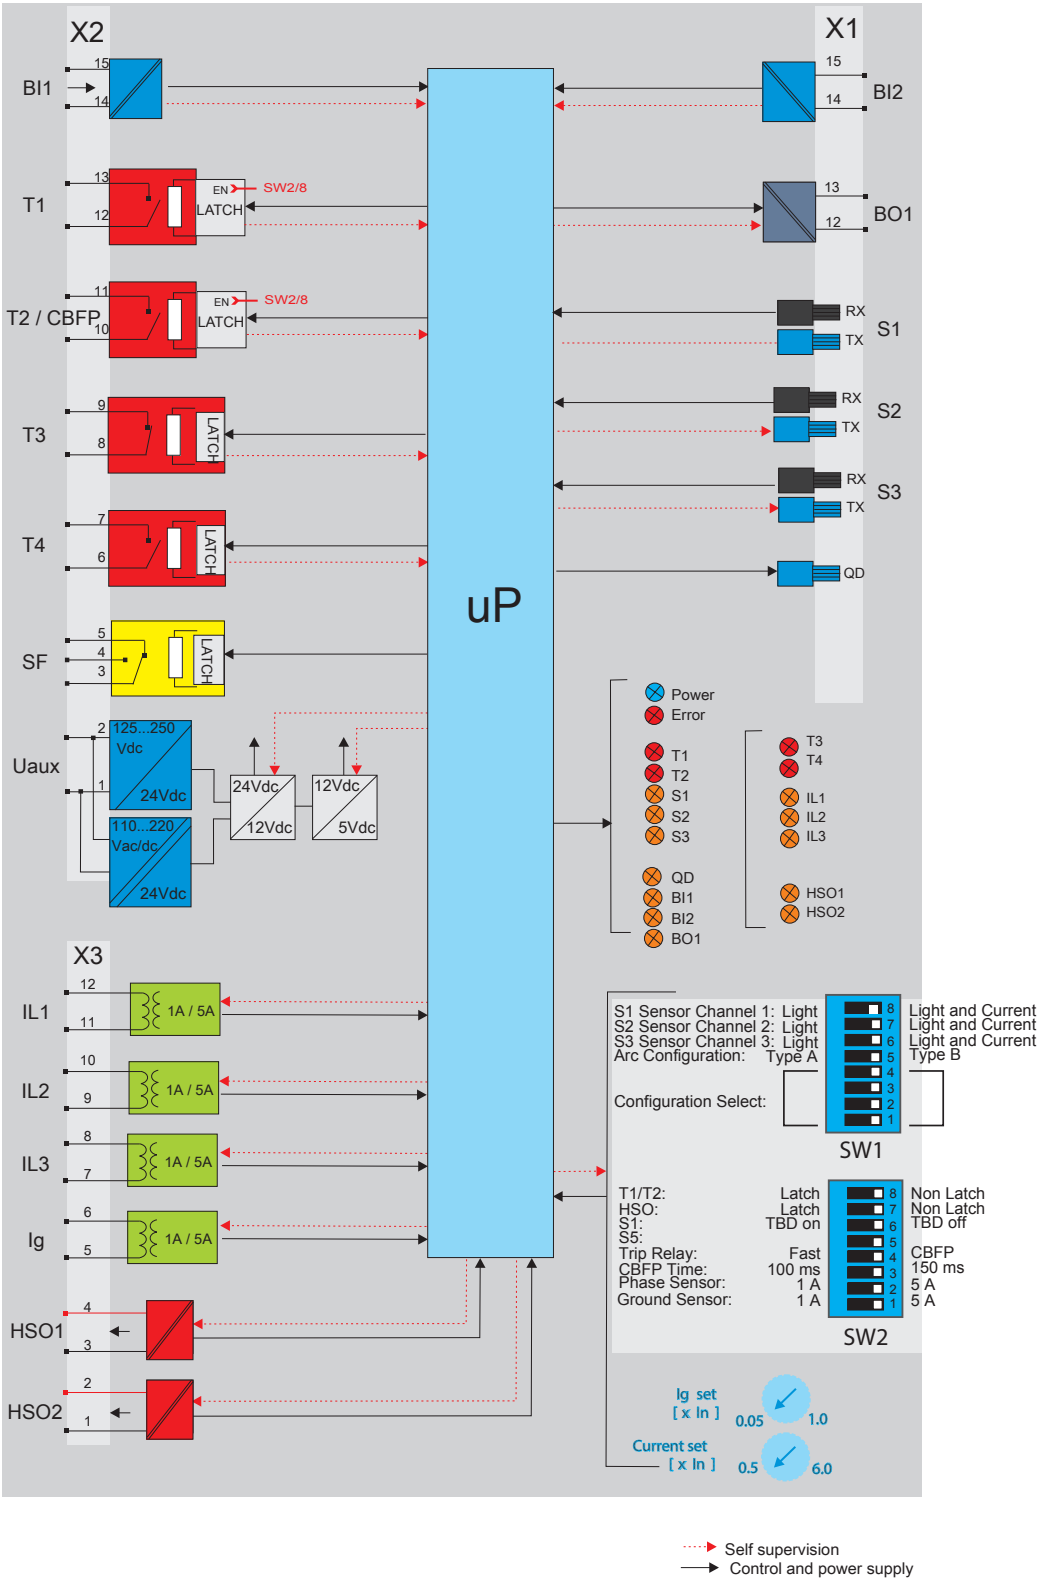 X2
X1
15
BI1
14
15
BI2
14
13
T1
12
EN
SW2/8
LATCH
13
BO1
12
11
T2 / CBFP
10
EN
SW2/8
LATCH
RX
S1
TX
9
T3
8
LATCH
RX
S2
TX
RX
S3
TX
7
T4
6
LATCH
QD
uP
5
4
SF
3
LATCH
2
Uaux
1
125...250
Vdc
24Vdc
110...220
Vac/dc
24Vdc
24Vdc
12Vdc
12Vdc
5Vdc
Power
Error
T1
T2
S1
S2
S3
QD
BI1
BI2
BO1
T3
T4
IL1
IL2
IL3
HSO1
HSO2
X3
12
IL1
11
1A / 5A
10
IL2
9
1A / 5A
8
IL3
7
1A / 5A
6
Ig
5
1A / 5A
4
HSO1
3
2
HSO2
1
S1 Sensor Channel 1: Light 8 Light and Current
S2 Sensor Channel 2: Light 7 Light and Current
S3 Sensor Channel 3: Light 6 Light and Current
Arc Configuration: Type A 5 Type B
4
3
Configuration Select: 2
1
SW1
T1/T2: Latch 8 Non Latch
HSO: Latch 7 Non Latch
S1: TBD on 6 TBD off
S5: 5
Trip Relay: Fast 4 CBFP
CBFP Time: 100 ms 3 150 ms
Phase Sensor: 1 A 2 5 A
Ground Sensor: 1 A 1 5 A
SW2
Ig set
[ x In ] 0.05 1.0
Current set
[ x In ] 0.5 6.0
Self supervision
Control and power supply